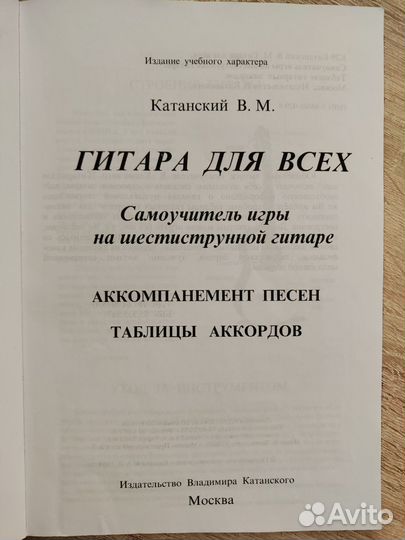 Издание учебного характера
Катанский В. М.
ГИТАРА ДЛЯ ВСЕХ
Самоучитель игры
на шестиструнной гитаре
АККОМПАНЕМЕНТ ПЕСЕН
ТАБЛИЦЫ АККОРДОВ
Издательство Владимира Катанского
Москва
Avito